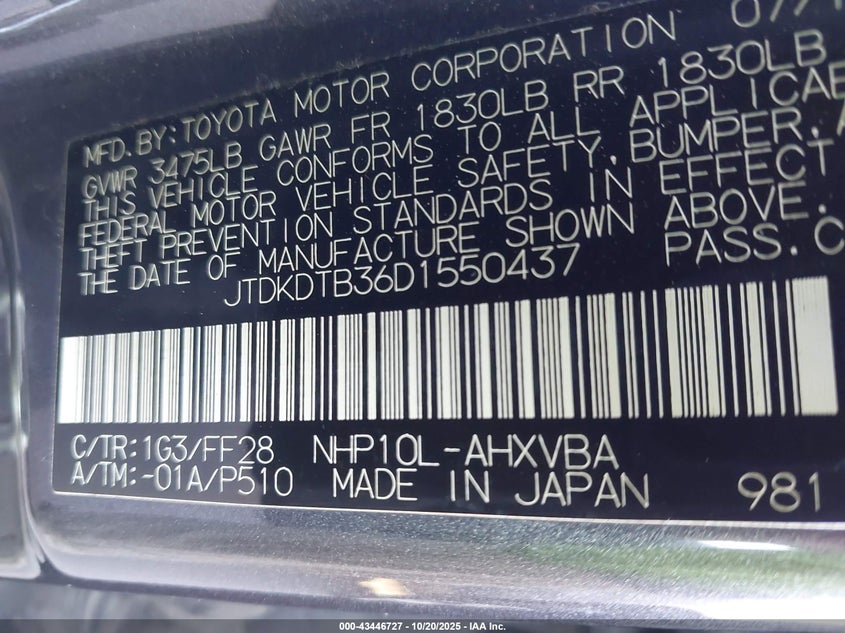 MFD. BY: TOYOTA MOTOR CORPORATION 07/1
GVWR 3475LB GAWR FR 1830LB RR 1830LB
THIS VEHICLE CONFORMS TO ALL APPLICAB
FEDERAL MOTOR VEHICLE SAFETY, BUMPER, A
THEFT PREVENTION STANDARDS IN EFFECT
THE DATE OF MANUFACTURE SHOWN ABOVE.
JTDKDTB36D1550437 PASS.C
C/TR:1G3/FF28 NHP10L-AHXVBA
A/TM:-01A/P510 MADE IN JAPAN 981
000-43446727 - 10/20/2025 - IAA Inc.